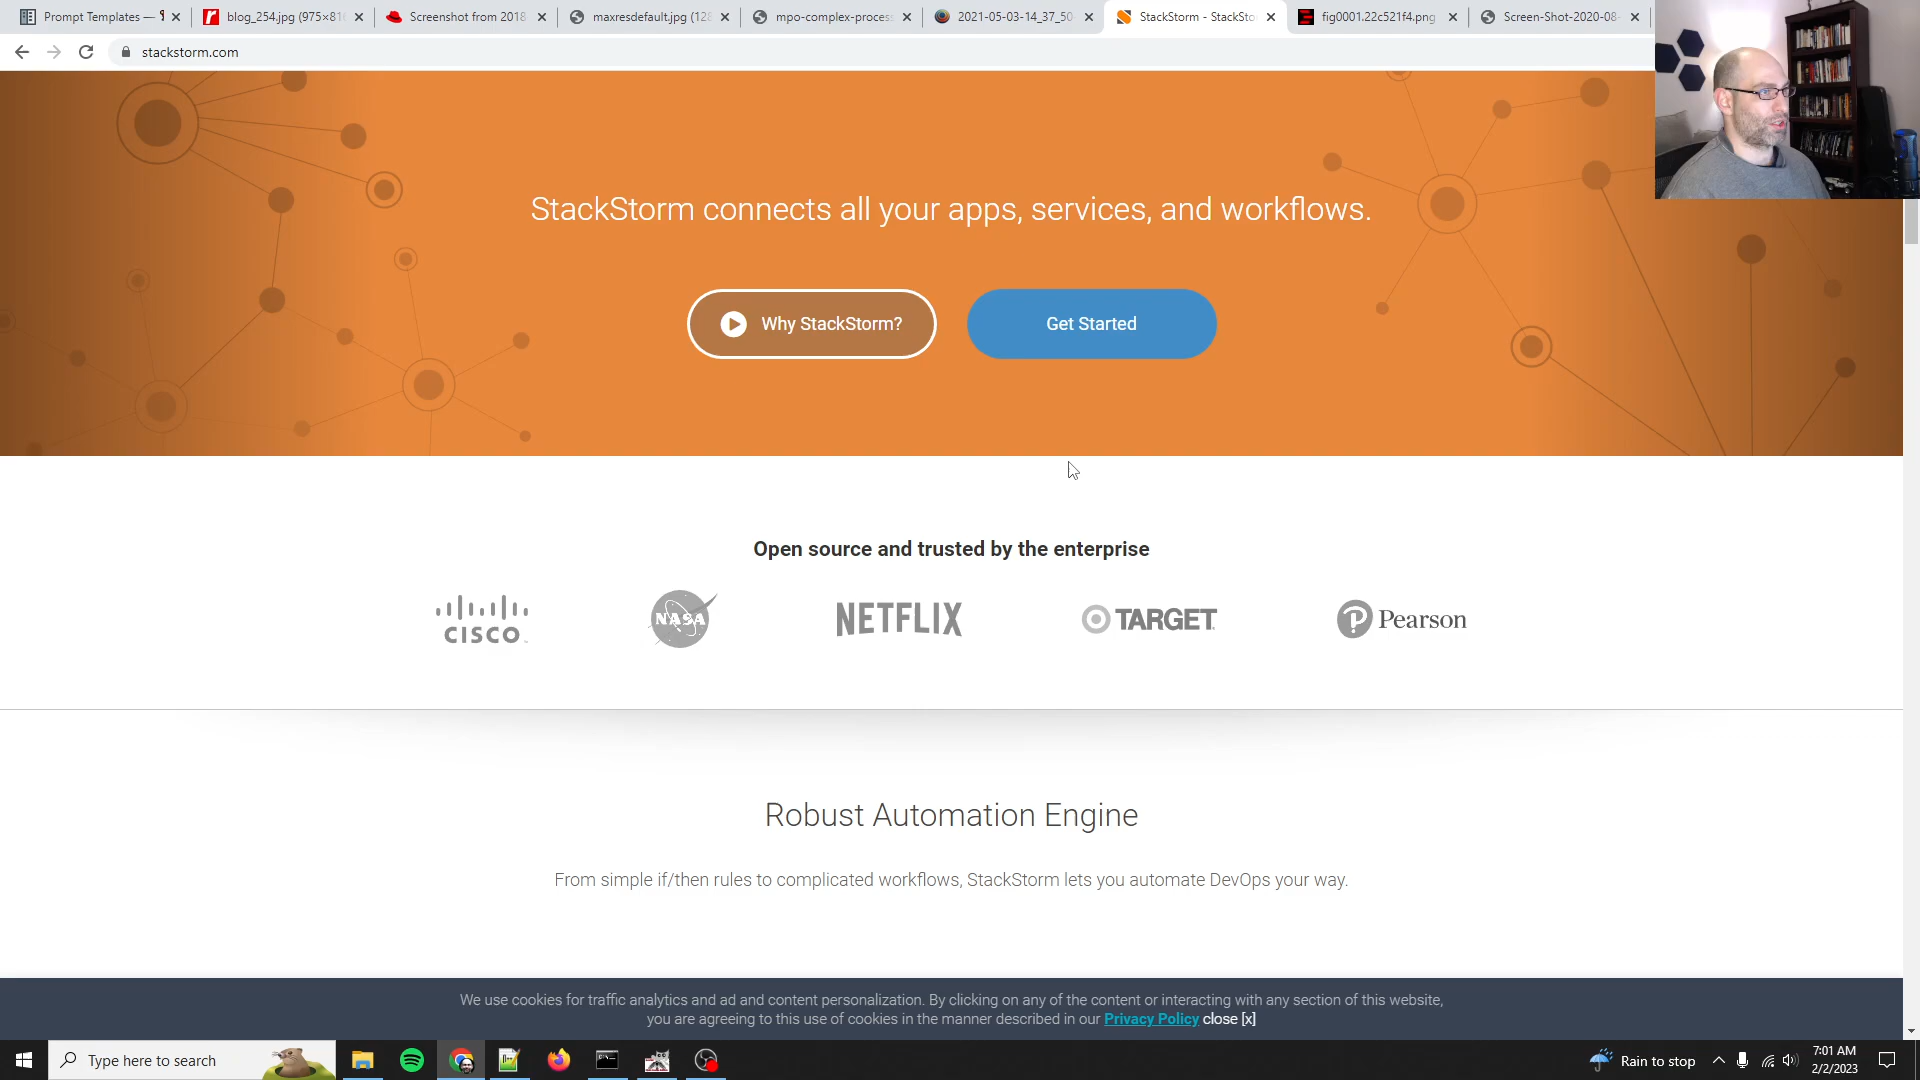 Prompt Templates —
blog_254.jpg (975×81
Screenshot from 2018
maxresdefault.jpg (128
mpo-complex-process
2021-05-03-14_37_50
StackStorm - StackSto
fig0001.22c521f4.png
Screen-Shot-2020-08-
stackstorm.com
StackStorm connects all your apps, services, and workflows.
Why StackStorm?
Get Started
Open source and trusted by the enterprise
CISCO
NASA
NETFLIX
TARGET
Pearson
Robust Automation Engine
From simple if/then rules to complicated workflows, StackStorm lets you automate DevOps your way.
We use cookies for traffic analytics and ad and content personalization. By clicking on any of the content or interacting with any section of this website,
you are agreeing to this use of cookies in the manner described in our Privacy Policy close [x]
Type here to search
Rain to stop
7:01 AM
2/2/2023